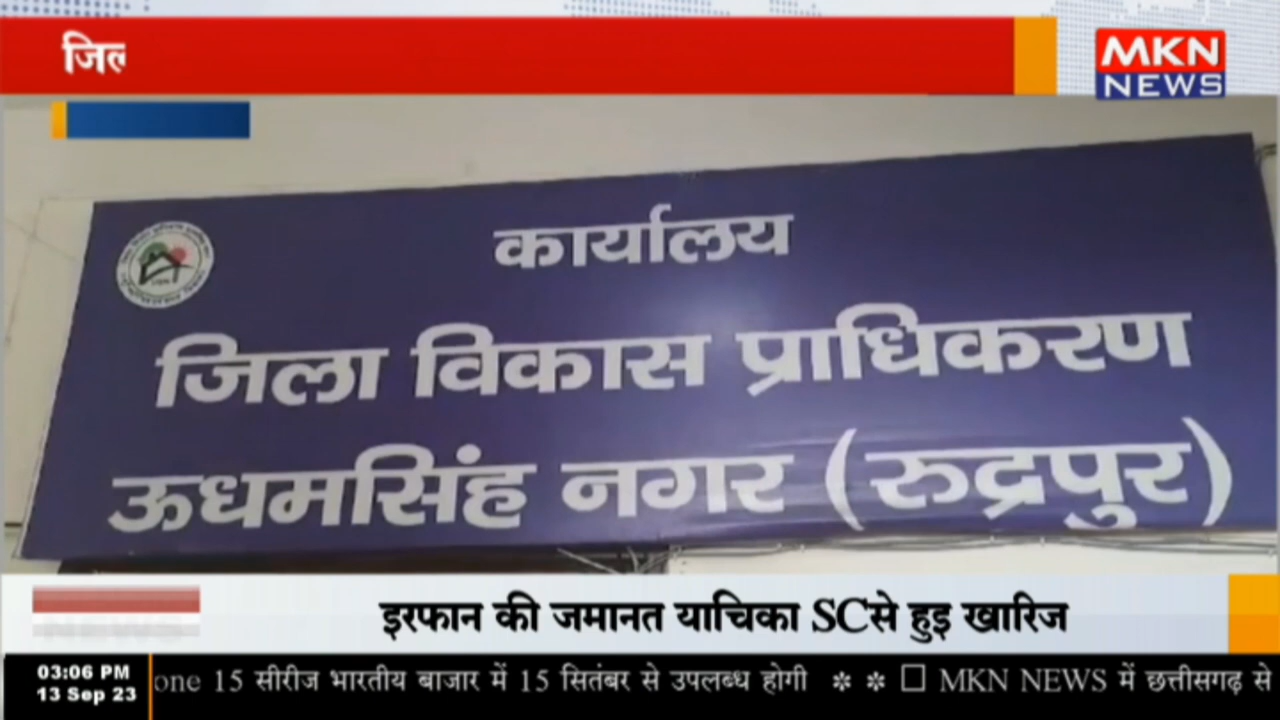 जिल
MKN
NEWS
कार्यालय
जिला विकास प्राधिकरण
ऊधमसिंह नगर (रुद्रपुर)
इरफान की जमानत याचिका SCसे हुइ खारिज
03:06 PM
13 Sep 23
one 15 सीरीज भारतीय बाजार में 15 सितंबर से उपलब्ध होगी ** □ MKN NEWS में छत्तीसगढ़ से